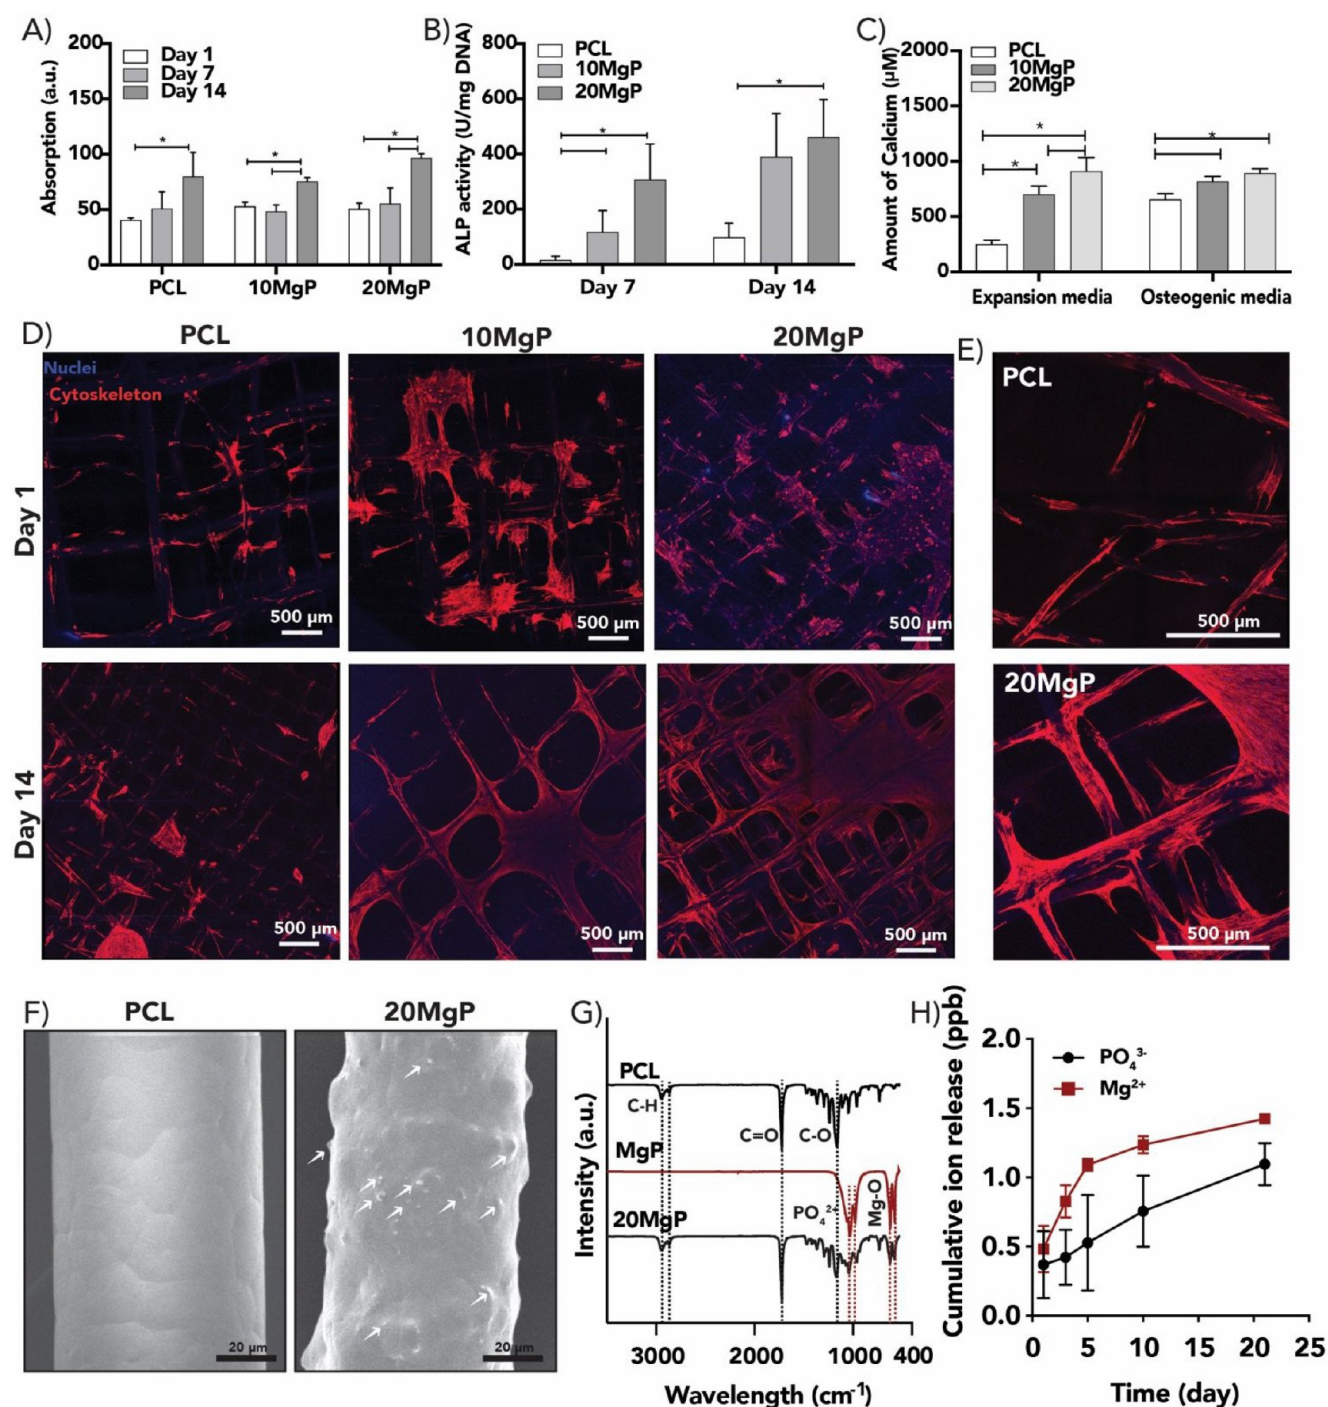 A)
Absorption (a.u.)
200
150
100
50
0
Day 1
Day 7
Day 14
*
*
*
PCL
10MgP
20MgP
B)
ALP activity (U/mg DNA)
800
600
400
200
0
PCL
10MgP
20MgP
*
*
Day 7
Day 14
C)
Amount of Calcium (µM)
2000
1500
1000
500
0
PCL
10MgP
20MgP
*
*
*
Expansion media
Osteogenic media
D)
PCL
10MgP
20MgP
Day 1
Nuclei
Cytoskeleton
500 µm
500 µm
500 µm
Day 14
500 µm
500 µm
500 µm
E)
PCL
500 µm
20MgP
500 µm
F)
PCL
20MgP
20 µm
20 µm
G)
Intensity (a.u.)
PCL
C-H
C=O
C-O
MgP
PO₄²⁻
Mg-O
20MgP
3000
2000
1000
400
Wavelength (cm⁻¹)
H)
Cumulative ion release (ppb)
2.0
1.5
1.0
0.5
0.0
PO₄³⁻
Mg²⁺
0
5
10
15
20
25
Time (day)